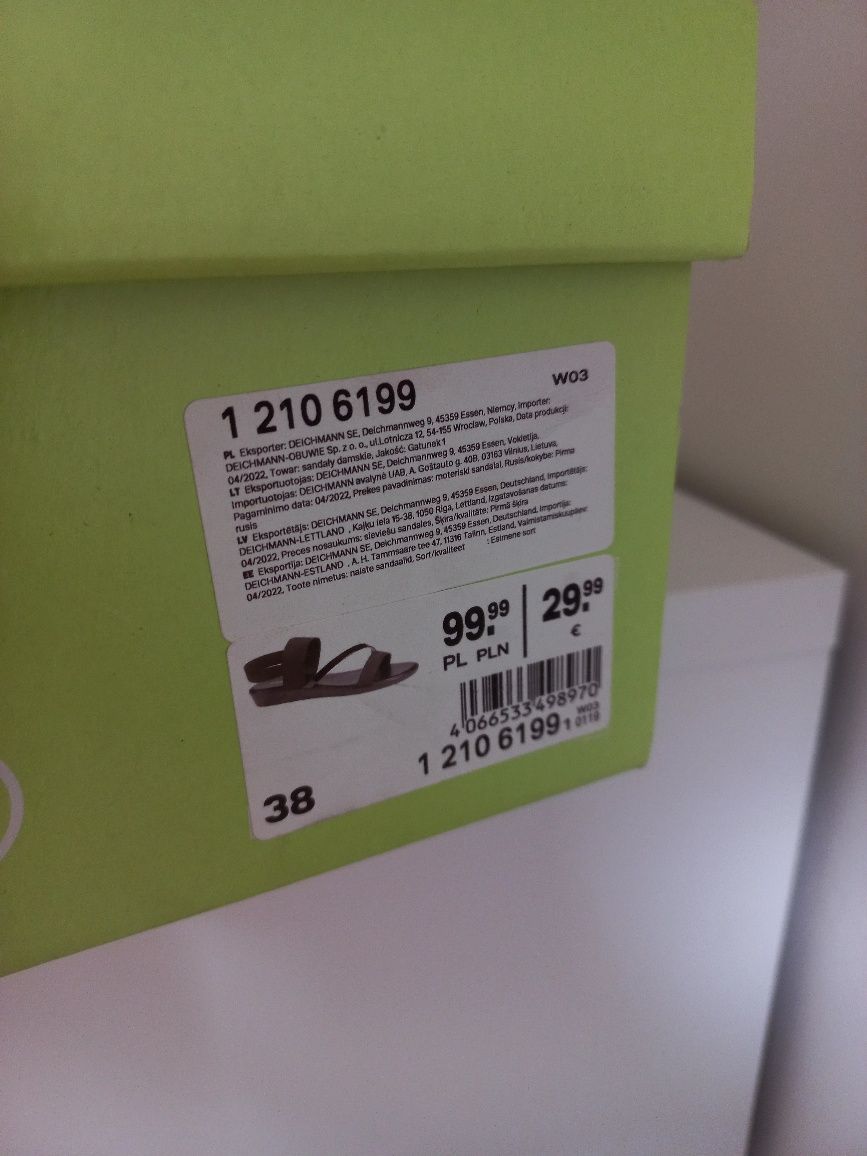 1 210 6199
W03
PL Eksporter: DEICHMANN SE, Deichmannweg 9, 45359 Essen, Niemcy, Importer:
DEICHMANN-OBUWIE Sp. z o. o., ul.Lotnicza 12, 54-155 Wrocław, Polska, Data produkcji:
04/2022, Towar: sandały damskie, Jakość: Gatunek 1
LT Eksportuotojas: DEICHMANN SE, Deichmannweg 9, 45359 Essen, Vokietija,
Importuotojas: DEICHMANN avalynė UAB, A. Goštauto g. 40B, 03163 Vilnius, Lietuva,
Pagaminimo data: 04/2022, Prekės pavadinimas: moteriški sandalai, Rusis/kokybe: Pirma
rusis
LV Eksportētājs: DEICHMANN SE, Deichmannweg 9, 45359 Essen, Deutschland, Importētājs:
DEICHMANN-LETTLAND , Kaļķu iela 15-3B, 1050 Riga, Lettland, Izgatavošanas datums:
04/2022, Preces nosaukums: sieviešu sandales, Šķira/kvalitāte: Pirmā šķira
EE Eksportija: DEICHMANN SE, Deichmannweg 9, 45359 Essen, Deutschland, Importija:
DEICHMANN-ESTLAND , A. H. Tammsaare tee 47, 11316 Tallinn, Estland, Valmistamiskuupäev:
04/2022, Toote nimetus: naiste sandaalid, Sort/kvaliteet : Esimene sort
99.99 29.99
PL PLN €
4 066533 498970
W03
1 210 6199 1 0119
38